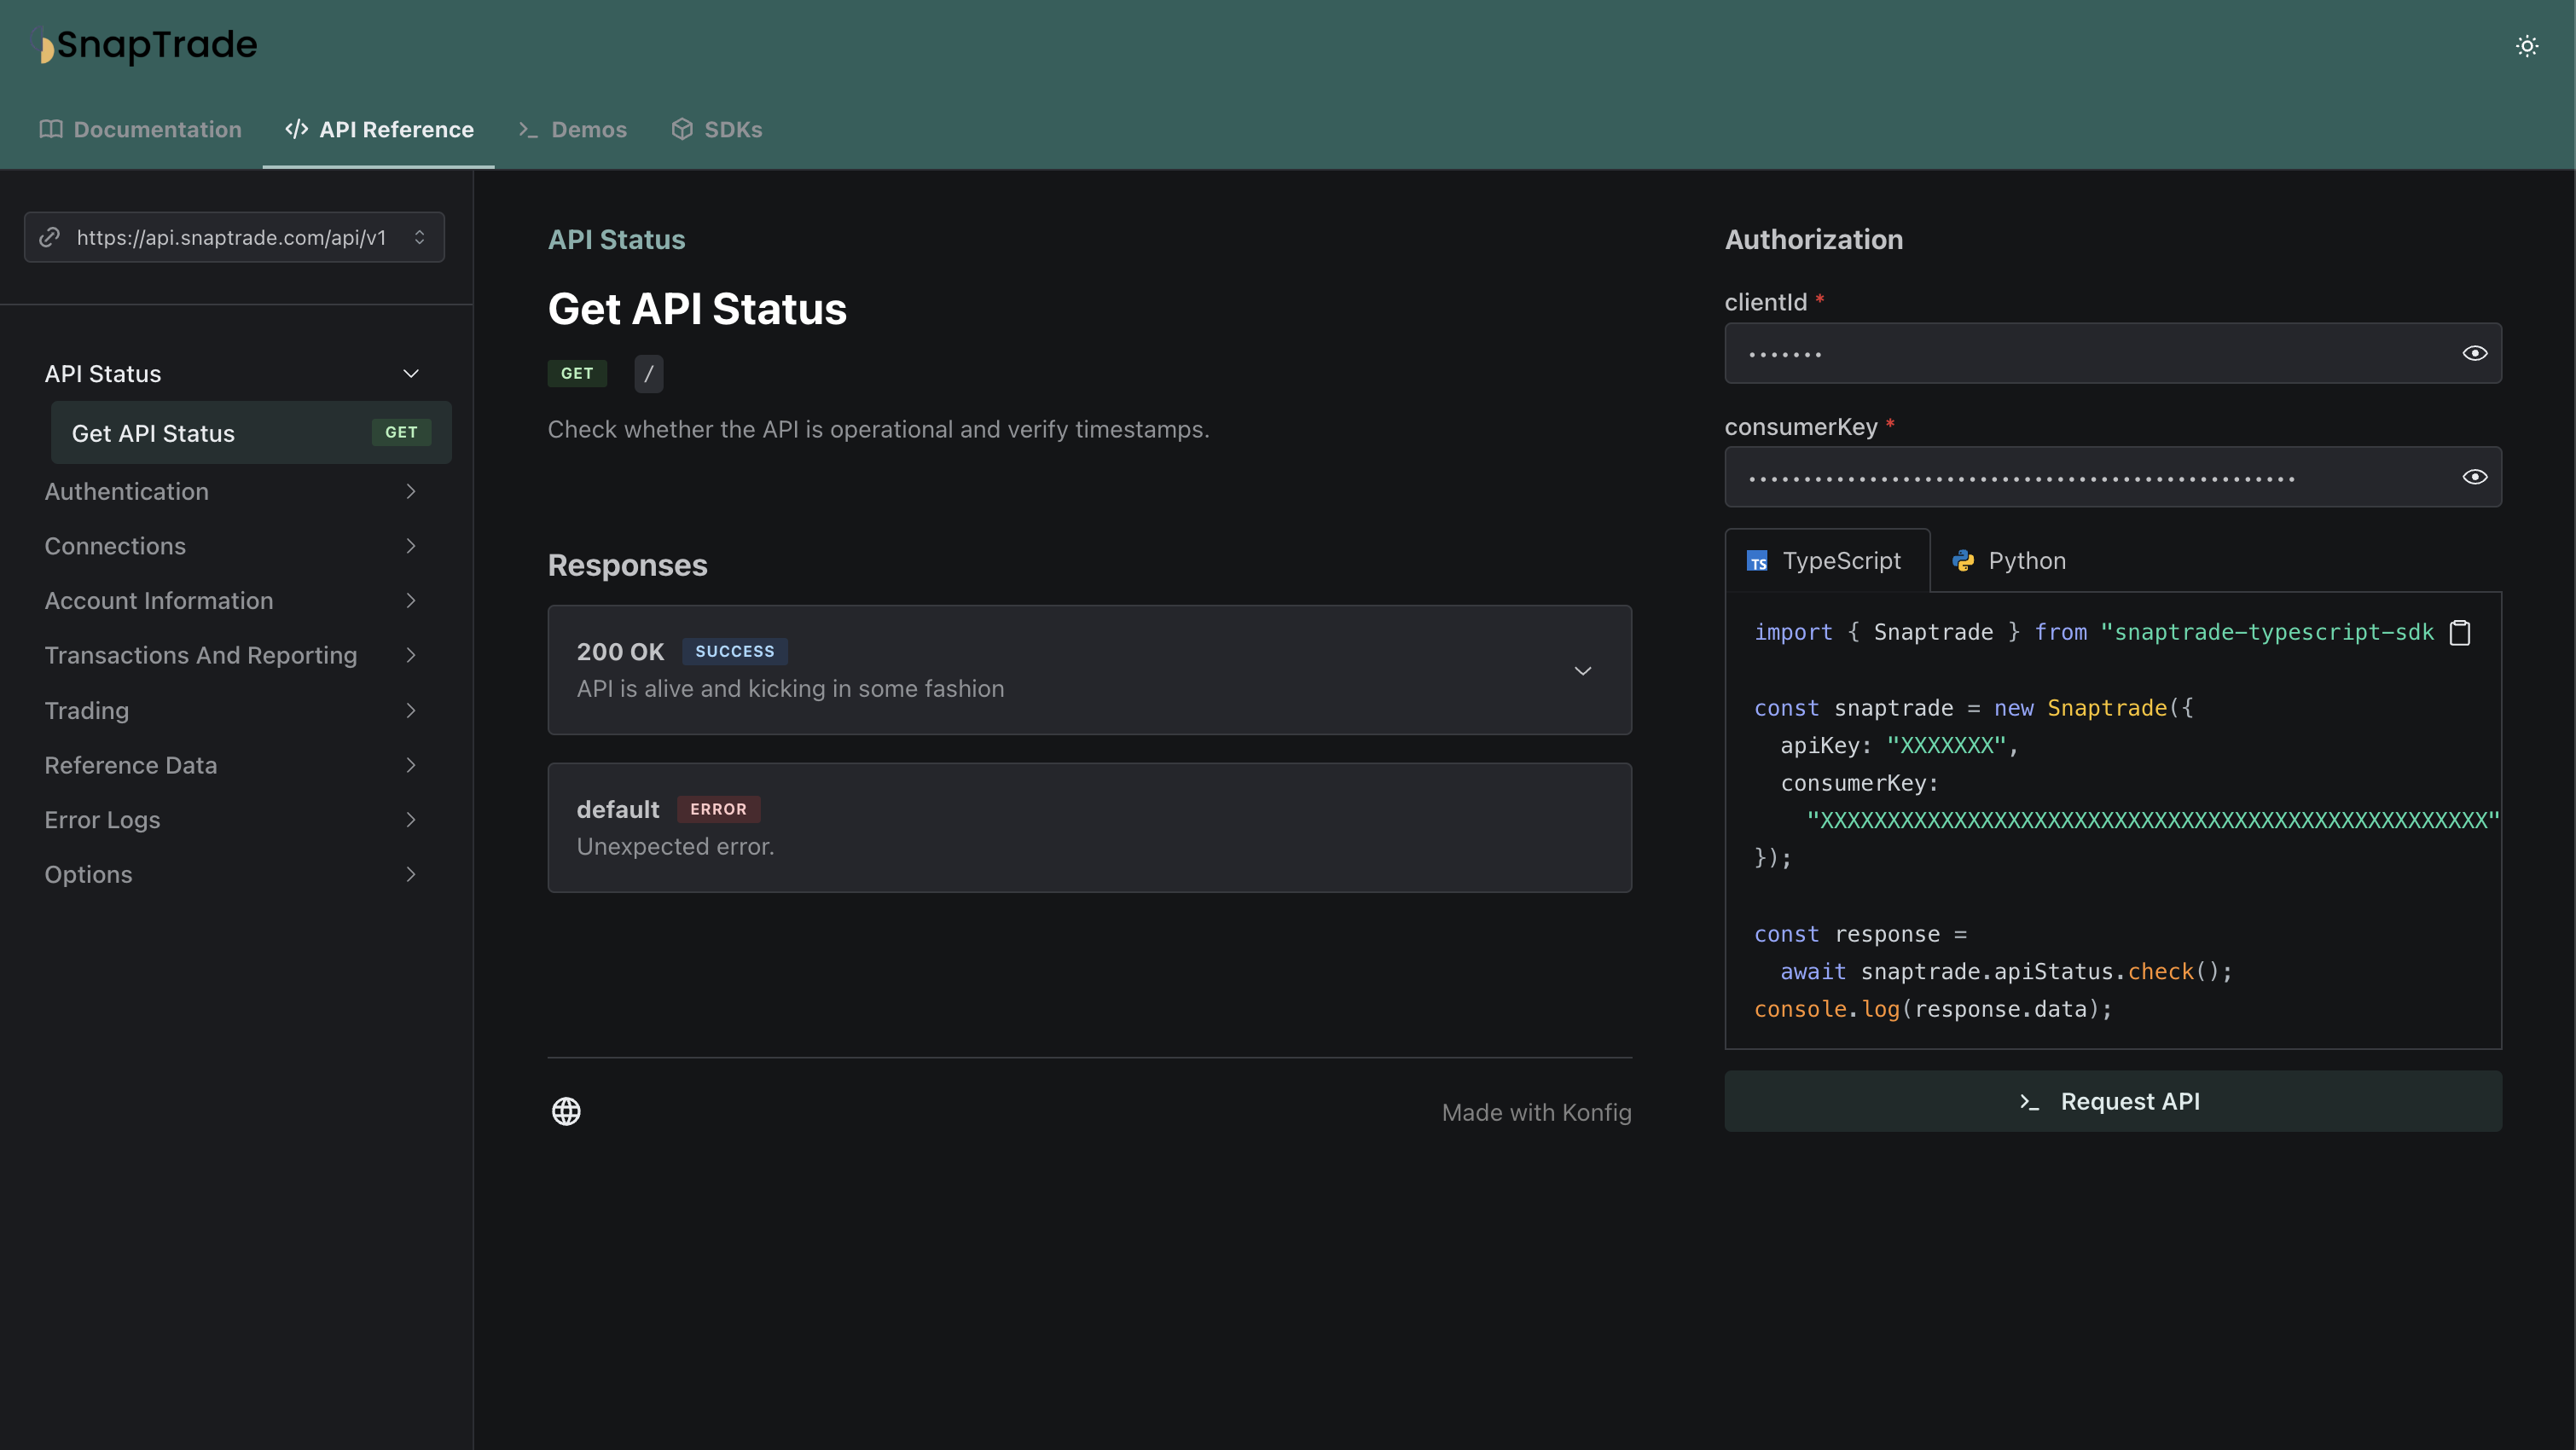 SnapTrade
Documentation
API Reference
Demos
SDKs
https://api.snaptrade.com/api/v1
API Status
Get API Status GET
Authentication
Connections
Account Information
Transactions And Reporting
Trading
Reference Data
Error Logs
Options
API Status
Get API Status
GET /
Check whether the API is operational and verify timestamps.
Responses
200 OK SUCCESS
API is alive and kicking in some fashion
default ERROR
Unexpected error.
Made with Konfig
Authorization
clientId *
•••••••
consumerKey *
••••••••••••••••••••••••••••••••••••••••••••••••••
TS TypeScript
Python
import { Snaptrade } from "snaptrade-typescript-sdk
const snaptrade = new Snaptrade({
apiKey: "XXXXXXX",
consumerKey:
"XXXXXXXXXXXXXXXXXXXXXXXXXXXXXXXXXXXXXXXXXXXXXXXXXX"
});
const response =
await snaptrade.apiStatus.check();
console.log(response.data);
Request API